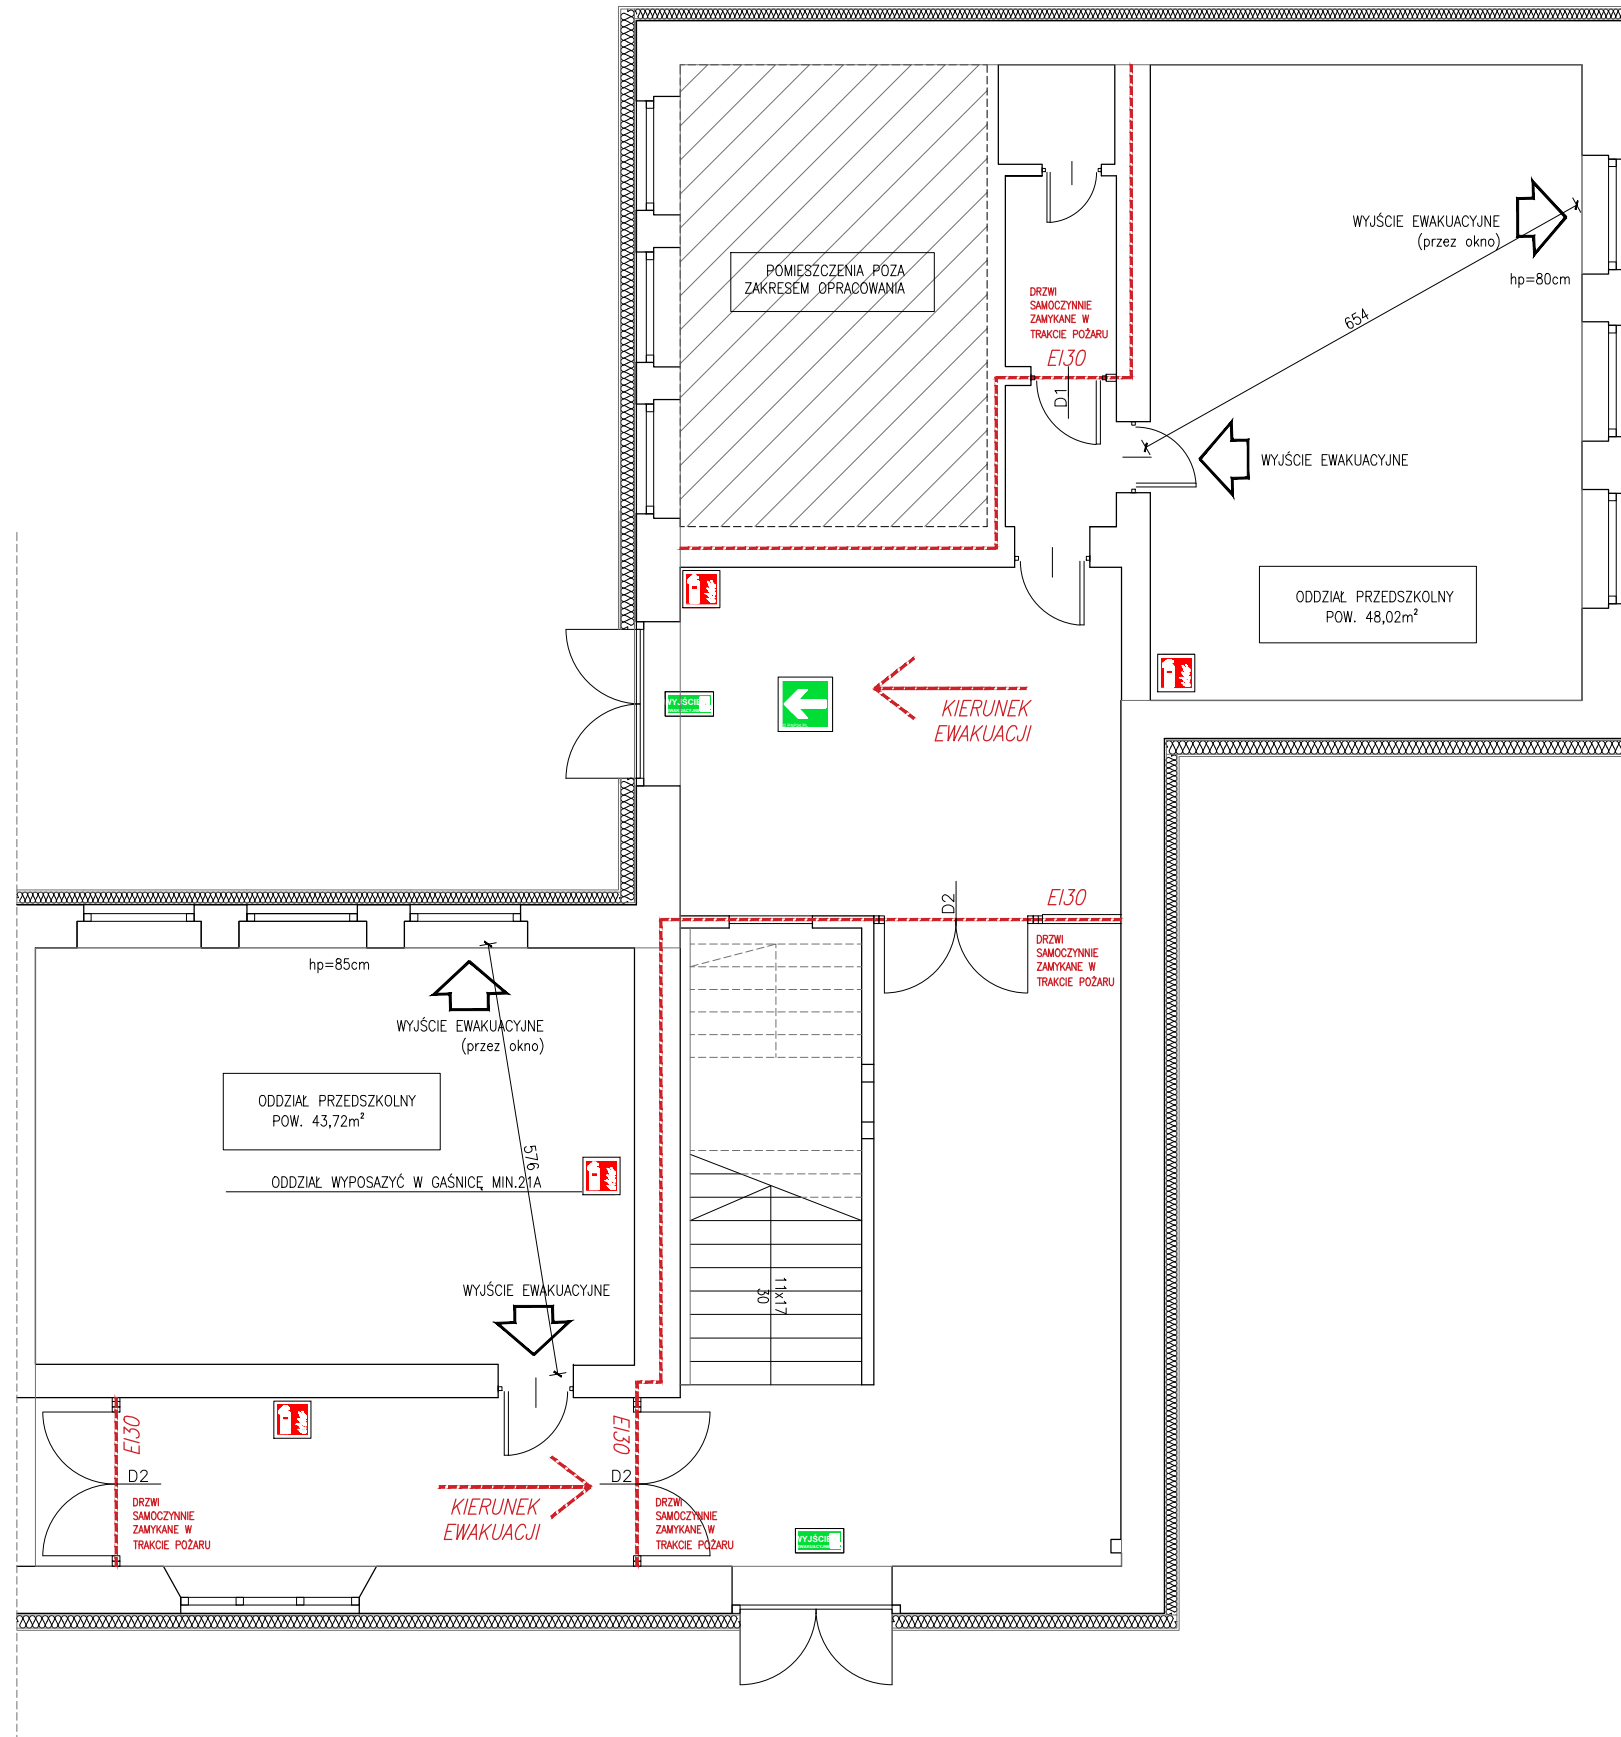 POMIESZCZENIA POZA
ZAKRESEM OPRACOWANIA
WYJŚCIE EWAKUACYJNE
(przez okno)
hp=80cm
DRZWI
SAMOCZYNNIE
ZAMYKANE W
TRAKCIE POŻARU
EI30
654
D1
WYJŚCIE EWAKUACYJNE
ODDZIAŁ PRZEDSZKOLNY
POW. 48,02m²
WYJŚCIE
KIERUNEK
EWAKUACJI
D2
EI30
DRZWI
SAMOCZYNNIE
ZAMYKANE W
TRAKCIE POŻARU
hp=85cm
WYJŚCIE EWAKUACYJNE
(przez okno)
ODDZIAŁ PRZEDSZKOLNY
POW. 43,72m²
576
ODDZIAŁ WYPOSAZYĆ W GAŚNICĘ MIN.21A
WYJŚCIE EWAKUACYJNE
11x17
30
EI30
EI30
D2
D2
DRZWI
SAMOCZYNNIE
ZAMYKANE W
TRAKCIE POŻARU
KIERUNEK
EWAKUACJI
DRZWI
SAMOCZYNNIE
ZAMYKANE W
TRAKCIE POŻARU
WYJŚCIE